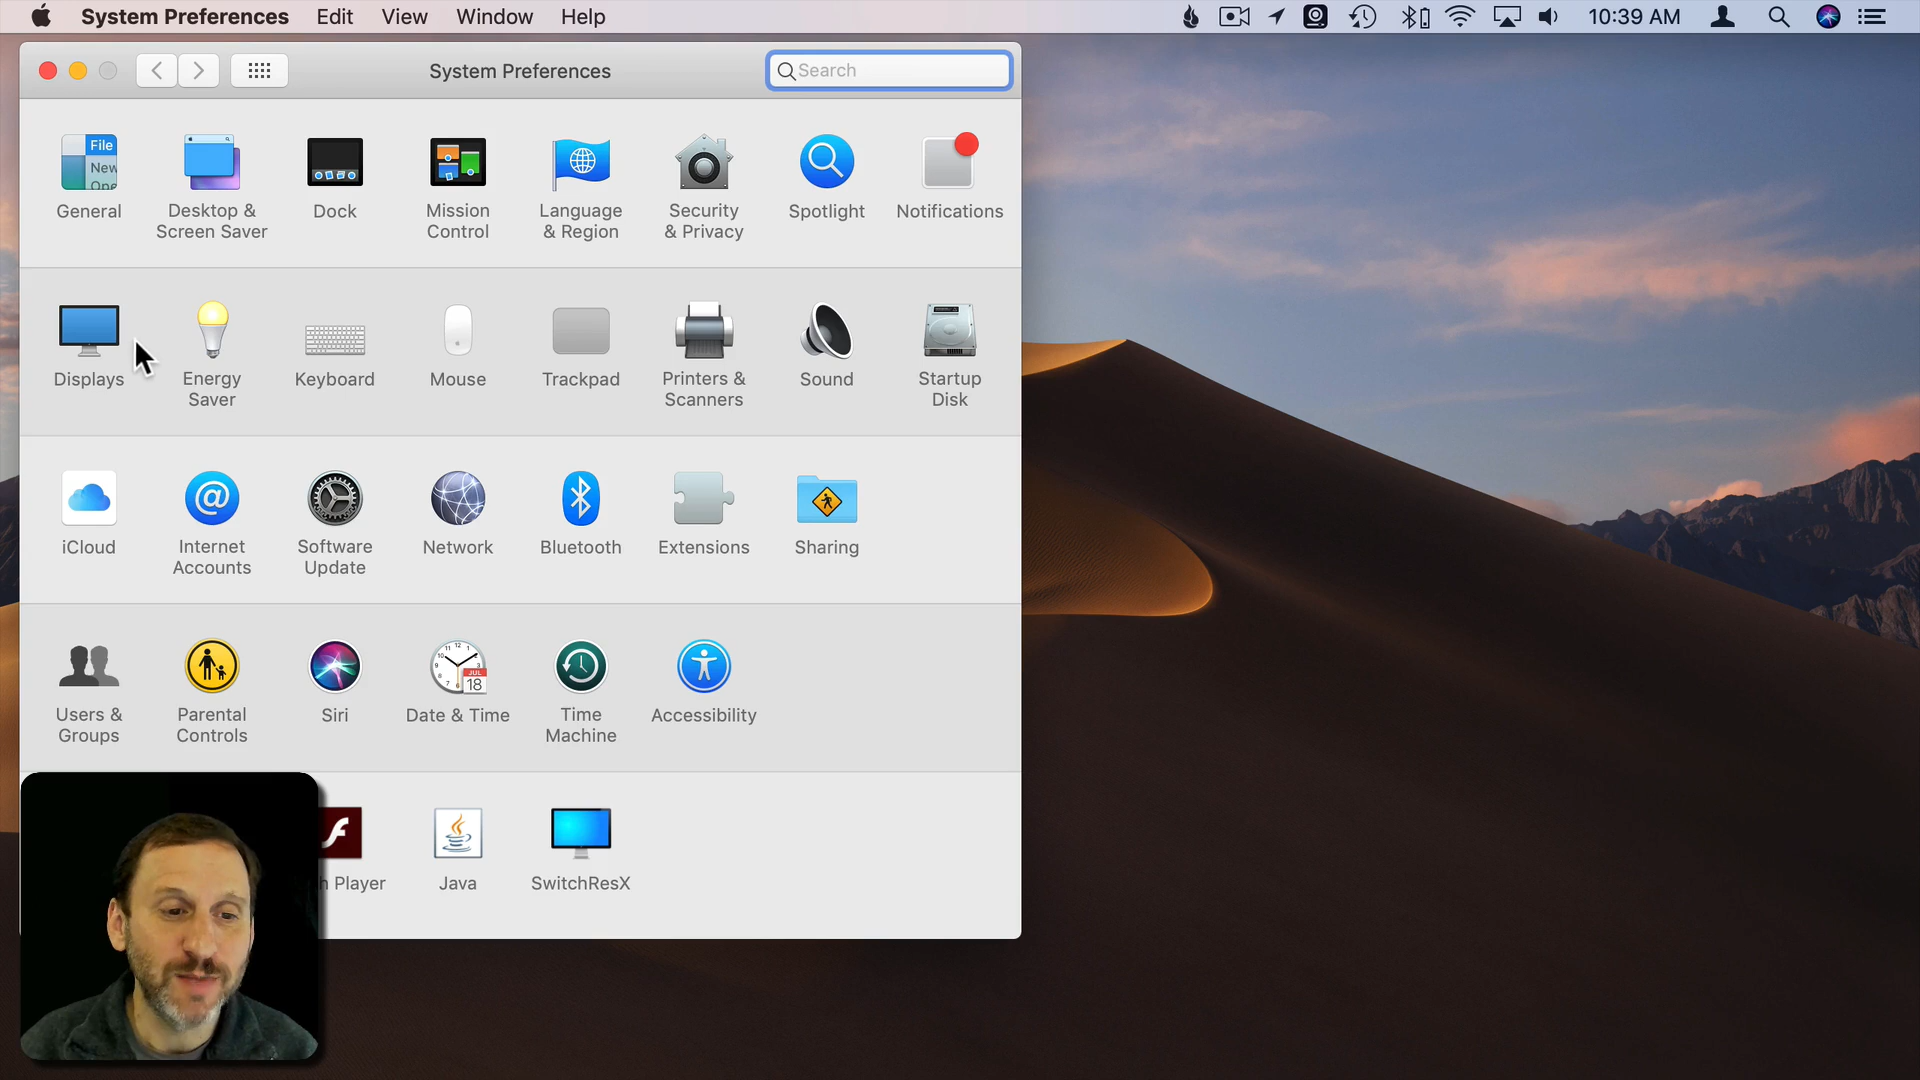 System Preferences Edit View Window Help 10:39 AM
System Preferences
Search
File
New
Ope
General
Desktop &
Screen Saver
Dock
Mission
Control
Language
& Region
Security
& Privacy
Spotlight
Notifications
Displays
Energy
Saver
Keyboard
Mouse
Trackpad
Printers &
Scanners
Sound
Startup
Disk
iCloud
Internet
Accounts
Software
Update
Network
Bluetooth
Extensions
Sharing
JUL
18
Users &
Groups
Parental
Controls
Siri
Date & Time
Time
Machine
Accessibility
h Player
Java
SwitchResX